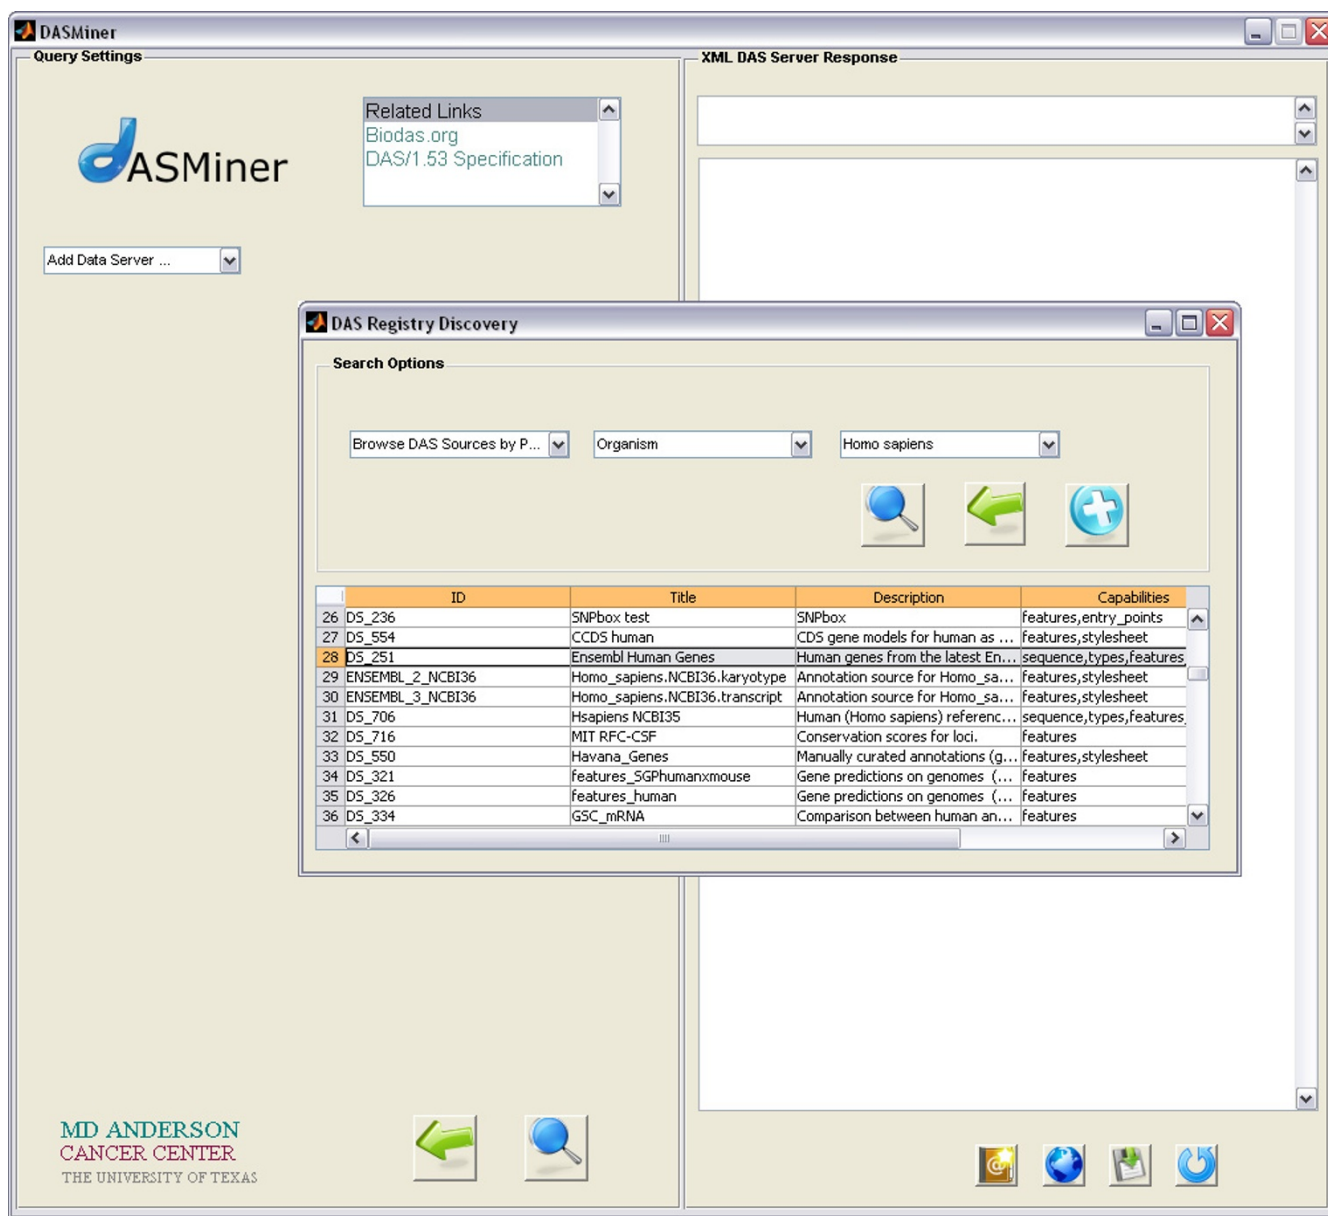 DASMiner
Query Settings
XML DAS Server Response
dASMiner
Related Links
Biodas.org
DAS/1.53 Specification
Add Data Server ...
DAS Registry Discovery
Search Options
Browse DAS Sources by P... Organism Homo sapiens
ID Title Description Capabilities
26 DS_236 SNPbox test SNPbox features,entry_points
27 DS_554 CCDS human CDS gene models for human as ... features,stylesheet
28 DS_251 Ensembl Human Genes Human genes from the latest En... sequence,types,features,
29 ENSEMBL_2_NCBI36 Homo_sapiens.NCBI36.karyotype Annotation source for Homo_sa... features,stylesheet
30 ENSEMBL_3_NCBI36 Homo_sapiens.NCBI36.transcript Annotation source for Homo_sa... features,stylesheet
31 DS_706 Hsapiens NCBI35 Human (Homo sapiens) referenc... sequence,types,features,
32 DS_716 MIT RFC-CSF Conservation scores for loci. features
33 DS_550 Havana_Genes Manually curated annotations (g... features,stylesheet
34 DS_321 features_SGPhumanxmouse Gene predictions on genomes (... features
35 DS_326 features_human Gene predictions on genomes (... features
36 DS_334 GSC_mRNA Comparison between human an... features
MD ANDERSON
CANCER CENTER
THE UNIVERSITY OF TEXAS